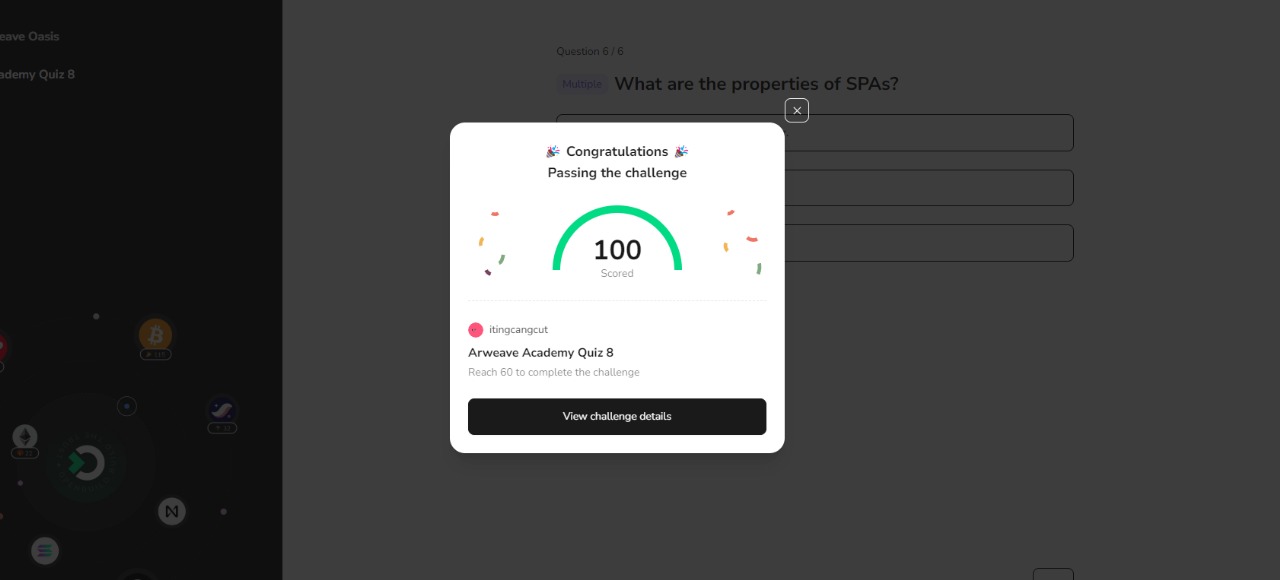 eave Oasis
ademy Quiz 8
Question 6 / 6
Multiple What are the properties of SPAs?
Congratulations
Passing the challenge
100
Scored
itingcangcut
Arweave Academy Quiz 8
Reach 60 to complete the challenge
View challenge details